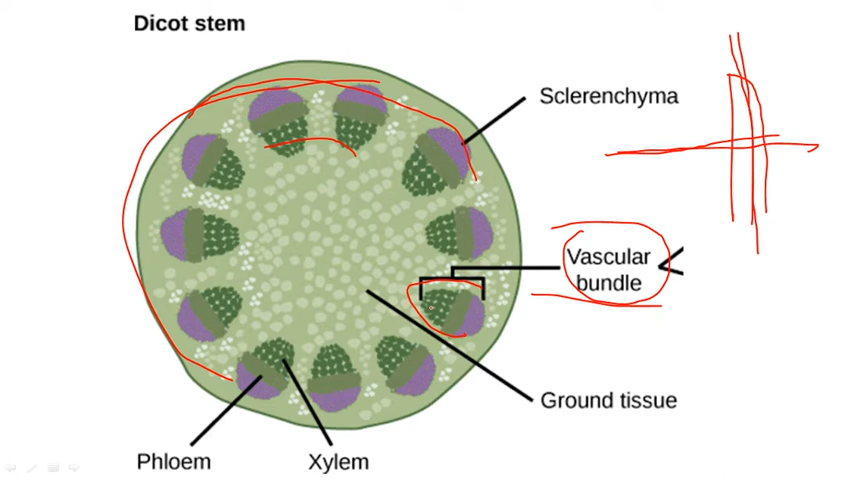 Dicot stem
Sclerenchyma
Vascular
bundle
Ground tissue
Phloem
Xylem